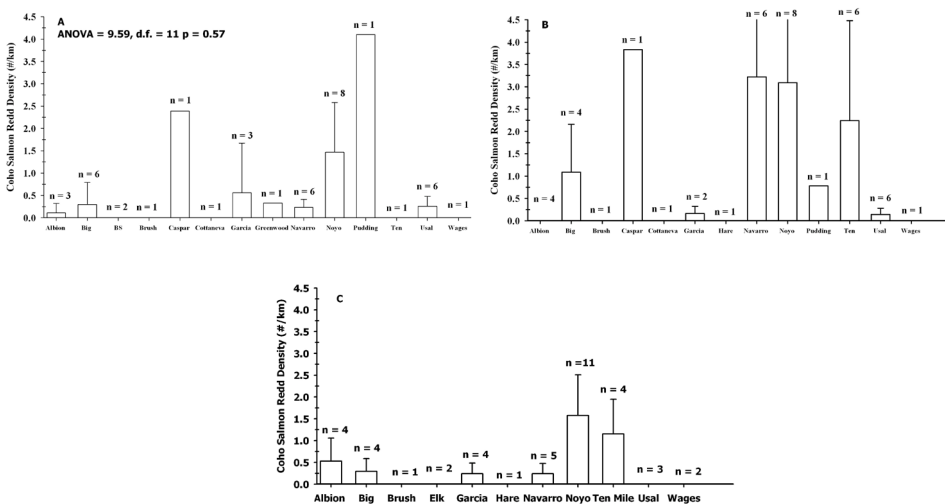 A
ANOVA = 9.59, d.f. = 11 p = 0.57
Coho Salmon Redd Density (#/km)
4.5
4.0
3.5
3.0
2.5
2.0
1.5
1.0
0.5
0.0
n = 3
n = 6
n = 2
n = 1
n = 1
n = 1
n = 3
n = 1
n = 6
n = 8
n = 1
n = 1
n = 6
n = 1
Albion Big BS Brush Caspar Cottaneva Garcia Greenwood Navarro Noyo Pudding Ten Usal Wages
B
Coho Salmon Redd Density (#/km)
4.5
4.0
3.5
3.0
2.5
2.0
1.5
1.0
0.5
0.0
n = 4
n = 4
n = 1
n = 1
n = 1
n = 2
n = 1
n = 6
n = 8
n = 1
n = 6
n = 6
n = 1
Albion Big Brush Caspar Cottaneva Garcia Hare Navarro Noyo Pudding Ten Usal Wages
C
Coho Salmon Redd Density (#/km)
4.5
4.0
3.5
3.0
2.5
2.0
1.5
1.0
0.5
0.0
n = 4
n = 4
n = 1
n = 2
n = 4
n = 1
n = 5
n =11
n = 4
n = 3
n = 2
Albion Big Brush Elk Garcia Hare Navarro Noyo Ten Mile Usal Wages